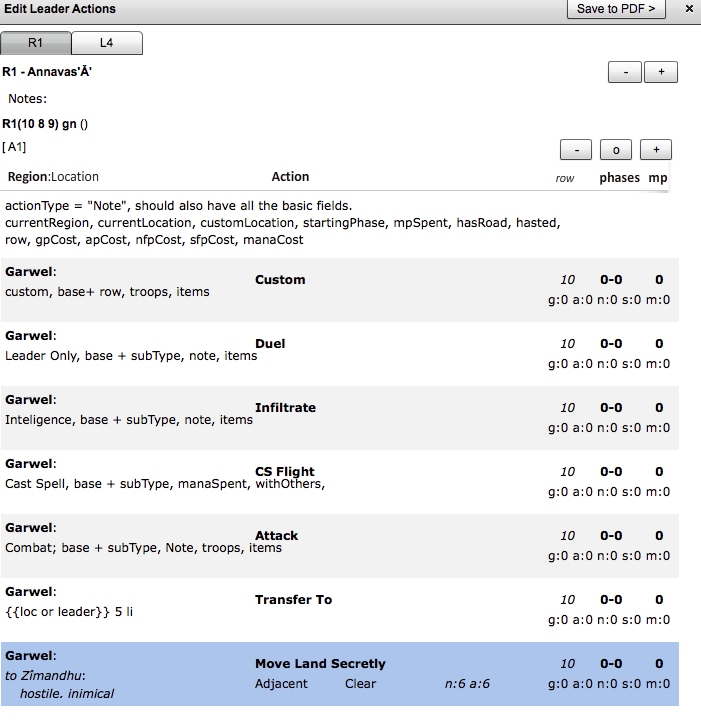 Edit Leader Actions Save to PDF > ×
R1 L4
R1 - Annavas'Ā' - +
Notes:
R1(10 8 9) gn ()
[A1] - o +
Region:Location Action row phases mp
actionType = "Note", should also have all the basic fields.
currentRegion, currentLocation, customLocation, startingPhase, mpSpent, hasRoad, hasted,
row, gpCost, apCost, nfpCost, sfpCost, manaCost
Garwel:
Custom 10 0-0 0
custom, base+ row, troops, items
g:0 a:0 n:0 s:0 m:0
Garwel:
Duel 10 0-0 0
Leader Only, base + subType, note, items
g:0 a:0 n:0 s:0 m:0
Garwel:
Infiltrate 10 0-0 0
Inteligence, base + subType, note, items
g:0 a:0 n:0 s:0 m:0
Garwel:
CS Flight 10 0-0 0
Cast Spell, base + subType, manaSpent, withOthers,
g:0 a:0 n:0 s:0 m:0
Garwel:
Attack 10 0-0 0
Combat; base + subType, Note, troops, items
g:0 a:0 n:0 s:0 m:0
Garwel:
Transfer To 10 0-0 0
{{loc or leader}} 5 li
g:0 a:0 n:0 s:0 m:0
Garwel:
Move Land Secretly 10 0-0 0
to Zîmandhu:
Adjacent Clear n:6 a:6 g:0 a:0 n:0 s:0 m:0
hostile. inimical